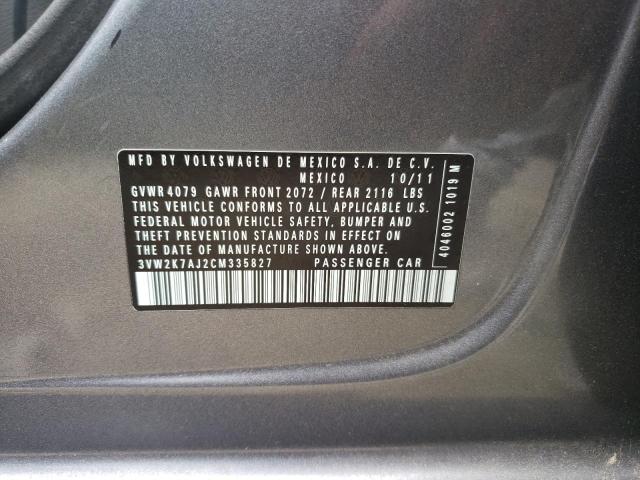 MFD BY VOLKSWAGEN DE MEXICO S.A. DE C.V.
MEXICO 10/11
GVWR 4079 GAWR FRONT 2072 / REAR 2116 LBS
THIS VEHICLE CONFORMS TO ALL APPLICABLE U.S.
FEDERAL MOTOR VEHICLE SAFETY, BUMPER AND
THEFT PREVENTION STANDARDS IN EFFECT ON
THE DATE OF MANUFACTURE SHOWN ABOVE.
3VW2K7AJ2CM335827 PASSENGER CAR
4046002 1019 M